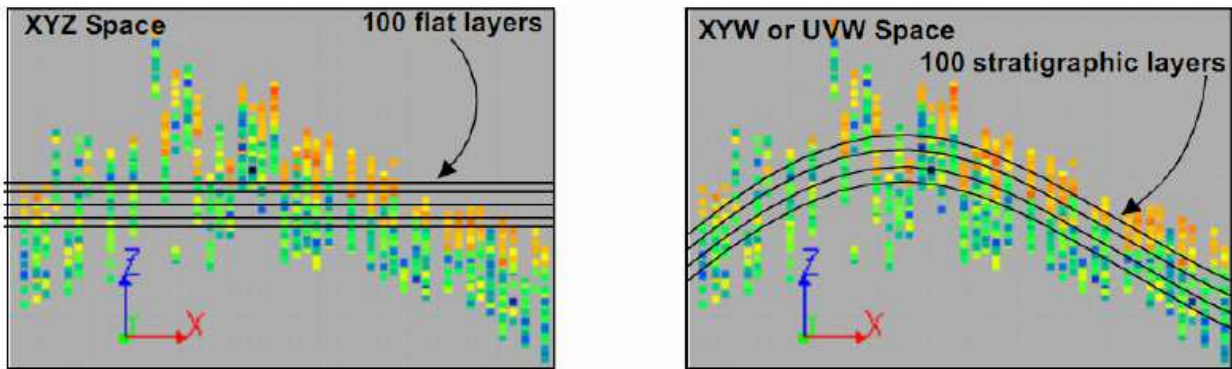 XYZ Space
100 flat layers
Z
X
XYW or UVW Space
100 stratigraphic layers
Z
X